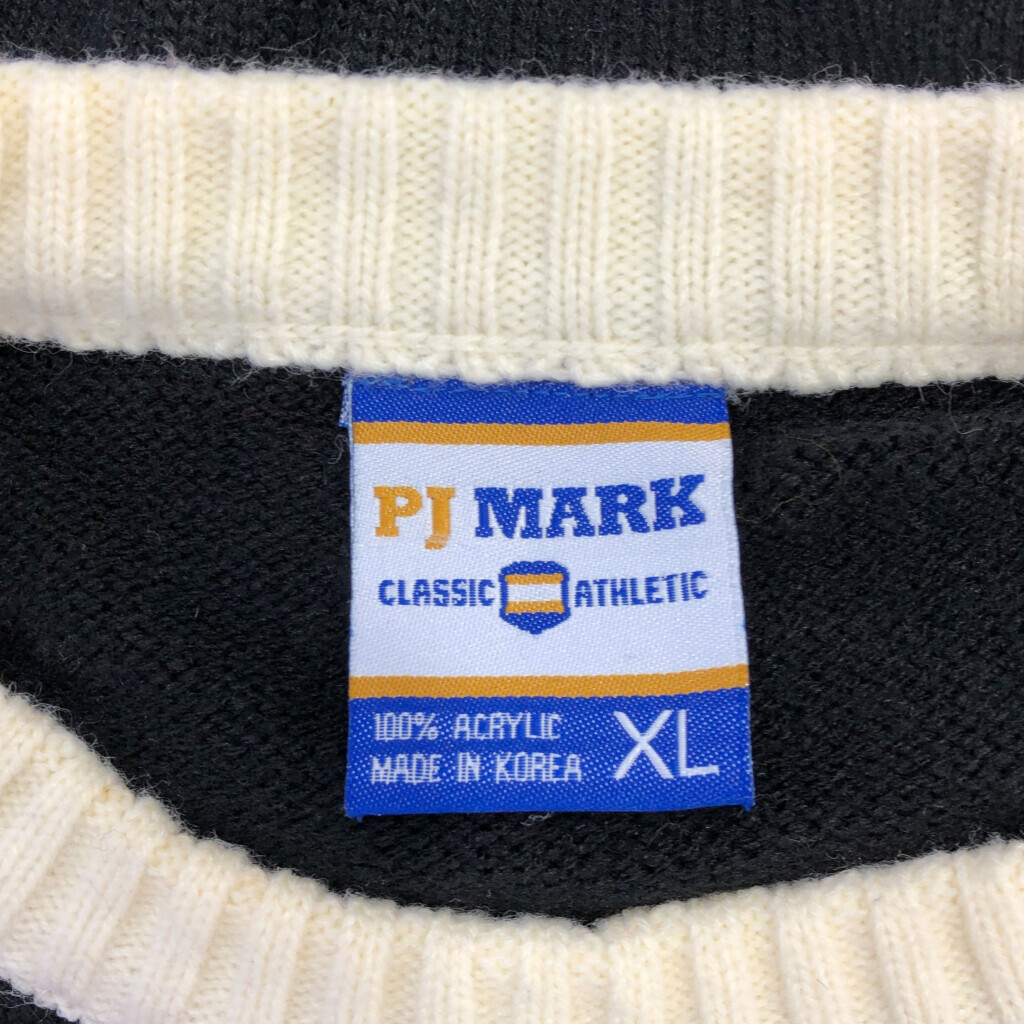 PJ MARK
CLASSIC ATHLETIC
100% ACRYLIC
MADE IN KOREA
XL